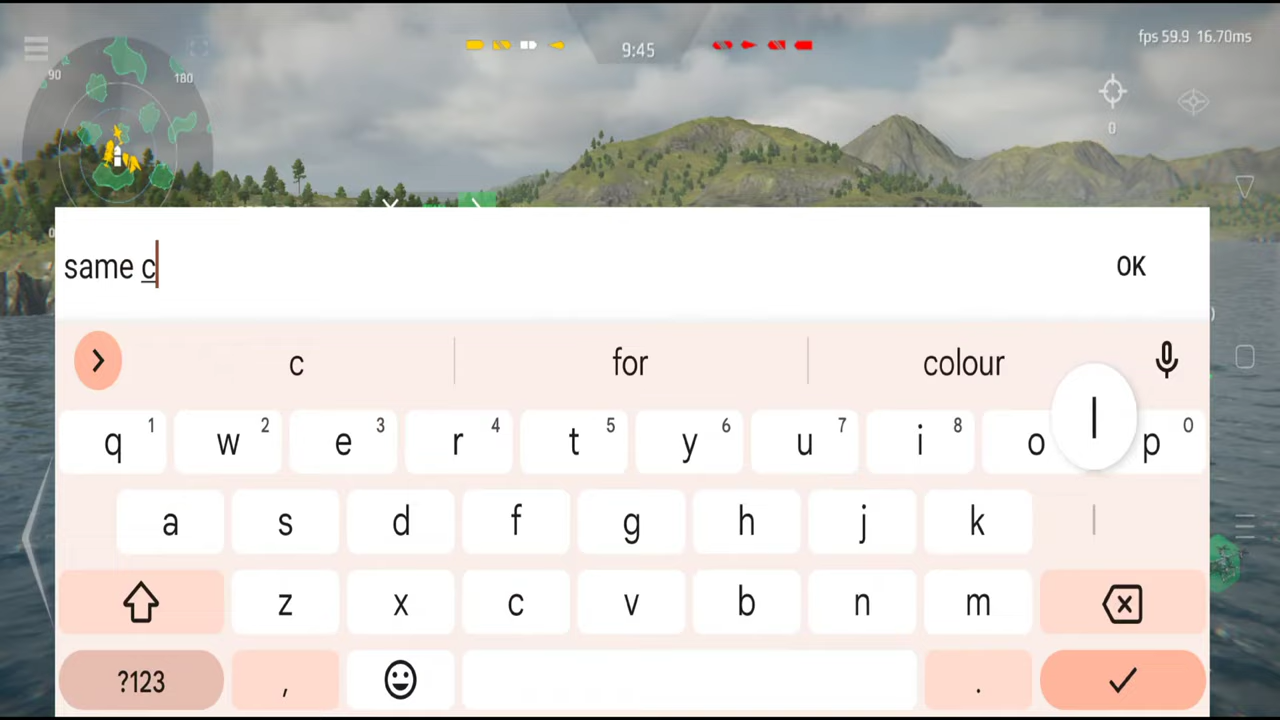 9:45
fps 59.9 16.70ms
90
180
0
same c
OK
c for colour
q 1 w 2 e 3 r 4 t 5 y 6 u 7 i 8 o l p 0
a s d f g h j k l
z x c v b n m
?123 , .